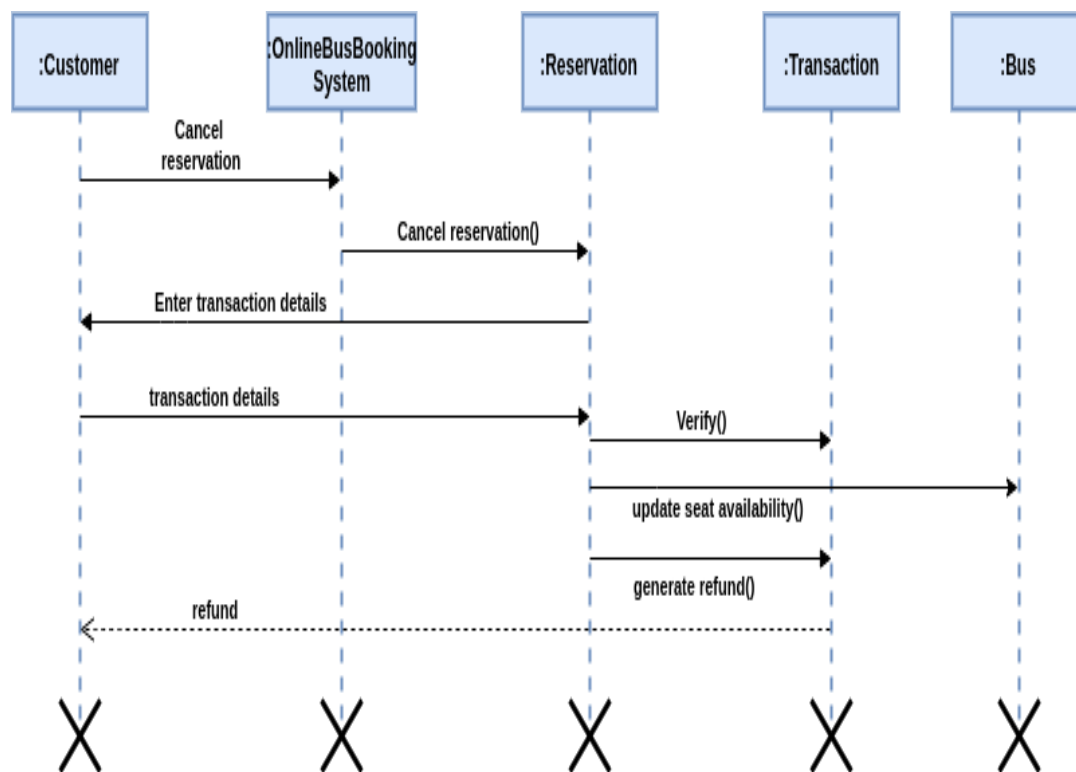 :Customer
:OnlineBusBooking
System
:Reservation
:Transaction
:Bus
Cancel
reservation
Cancel reservation()
Enter transaction details
transaction details
Verify()
update seat availability()
generate refund()
refund